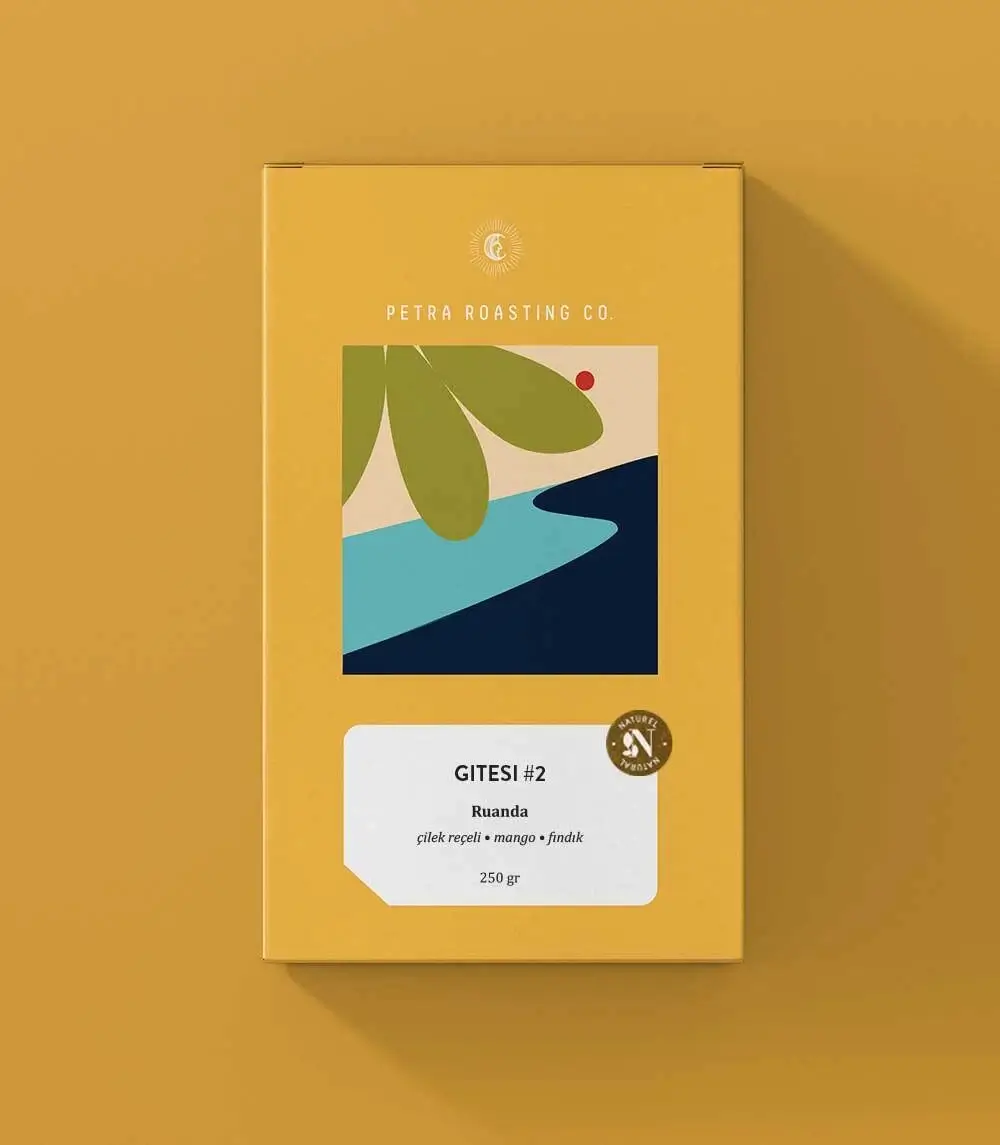 PETRA ROASTING CO.
NATUREL
N
NATURAL
GITESI #2
Ruanda
çilek reçeli • mango • fındık
250 gr